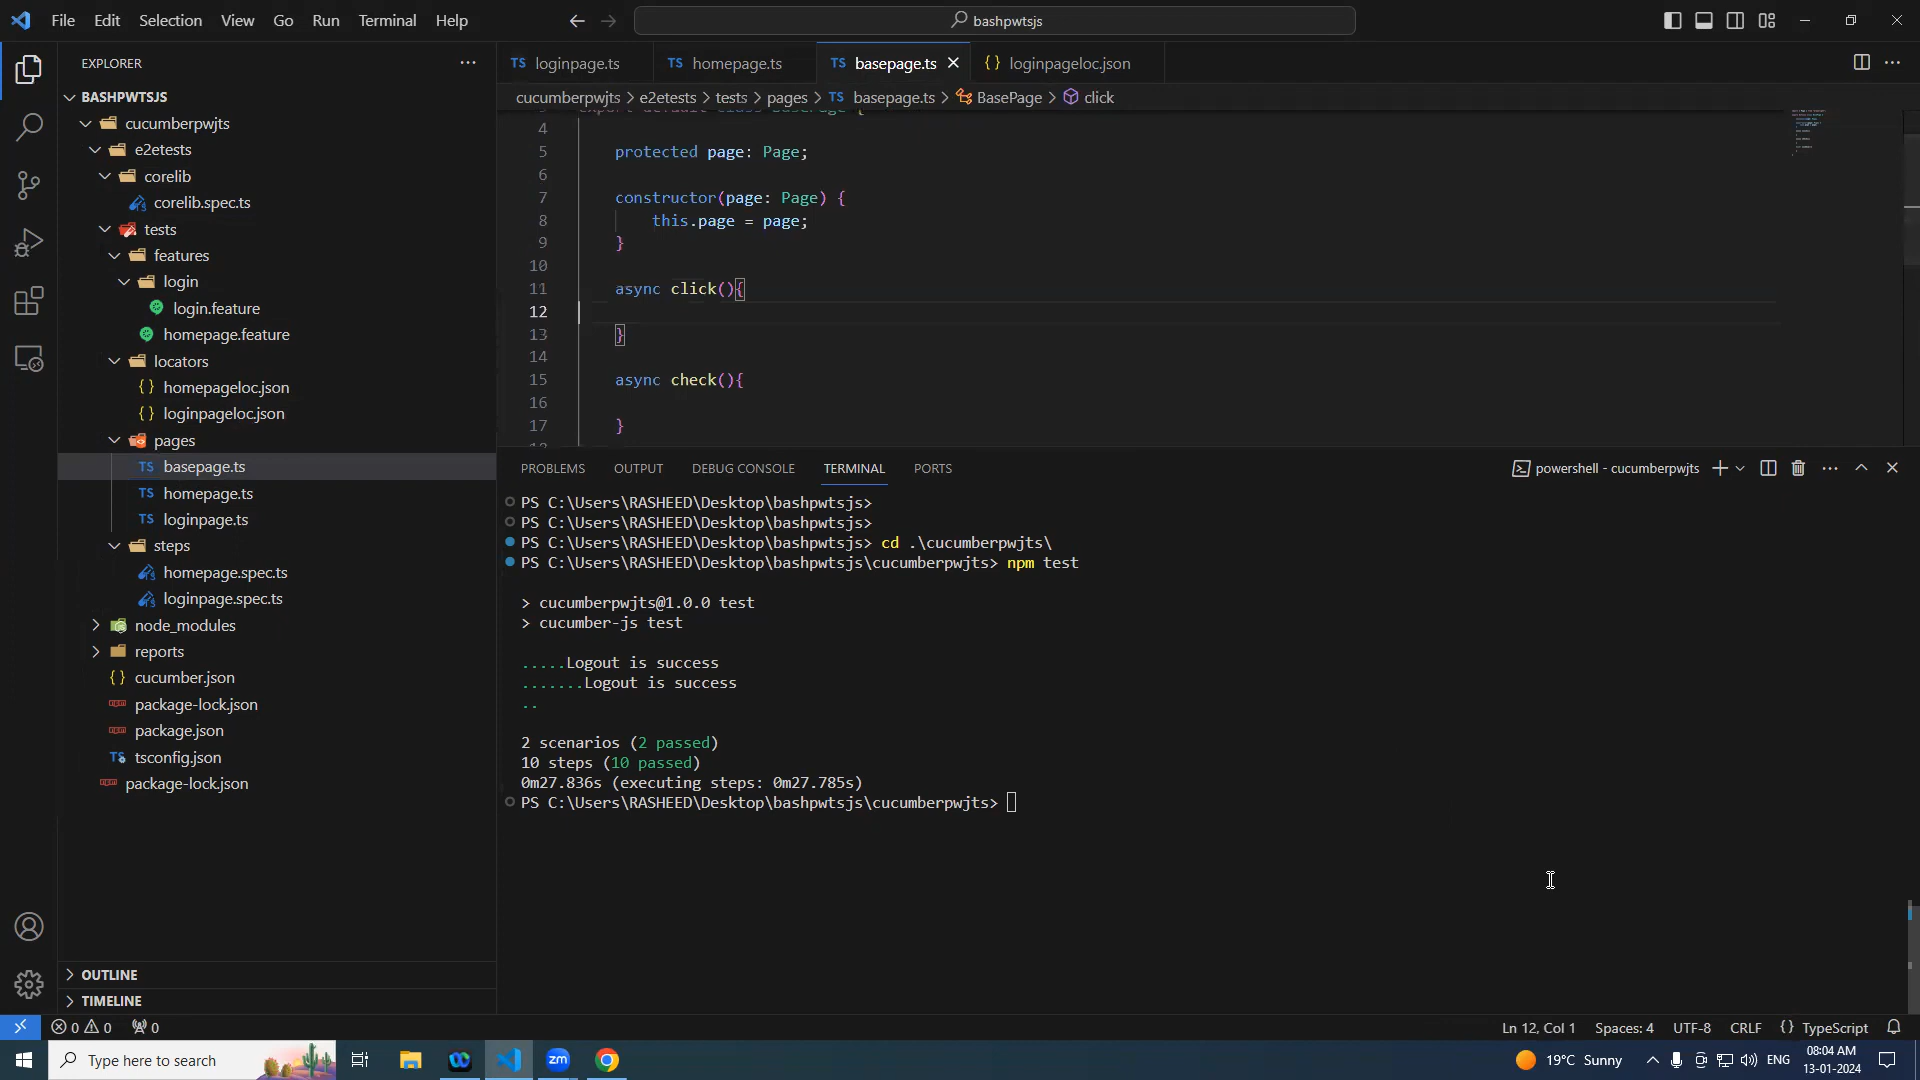 File Edit Selection View Go Run Terminal Help
bashpwtsjs
EXPLORER
BASHPWTSJS
cucumberpwjts
e2etests
corelib
corelib.spec.ts
tests
features
login
login.feature
homepage.feature
locators
homepageloc.json
loginpageloc.json
pages
basepage.ts
homepage.ts
loginpage.ts
steps
homepage.spec.ts
loginpage.spec.ts
node_modules
reports
cucumber.json
package-lock.json
package.json
tsconfig.json
package-lock.json
OUTLINE
TIMELINE
TS loginpage.ts TS homepage.ts TS basepage.ts {} loginpageloc.json
cucumberpwjts > e2etests > tests > pages > TS basepage.ts > BasePage > click
4
5 protected page: Page;
6
7 constructor(page: Page) {
8 this.page = page;
9 }
10
11 async click(){
12
13 }
14
15 async check(){
16
17 }
PROBLEMS OUTPUT DEBUG CONSOLE TERMINAL PORTS
powershell - cucumberpwjts
PS C:\Users\RASHEED\Desktop\bashpwtsjs>
PS C:\Users\RASHEED\Desktop\bashpwtsjs>
PS C:\Users\RASHEED\Desktop\bashpwtsjs> cd .\cucumberpwjts\
PS C:\Users\RASHEED\Desktop\bashpwtsjs\cucumberpwjts> npm test
> cucumberpwjts@1.0.0 test
> cucumber-js test
.....Logout is success
.......Logout is success
..
2 scenarios (2 passed)
10 steps (10 passed)
0m27.836s (executing steps: 0m27.785s)
PS C:\Users\RASHEED\Desktop\bashpwtsjs\cucumberpwjts>
0 0 0
Ln 12, Col 1 Spaces: 4 UTF-8 CRLF {} TypeScript
Type here to search
zm
19°C Sunny
ENG
08:04 AM
13-01-2024